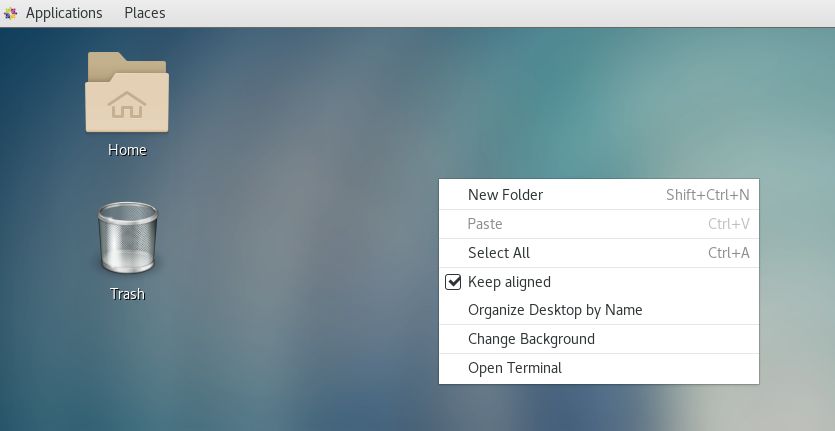 Applications Places
Home
Trash
New Folder Shift+Ctrl+N
Paste Ctrl+V
Select All Ctrl+A
Keep aligned
Organize Desktop by Name
Change Background
Open Terminal